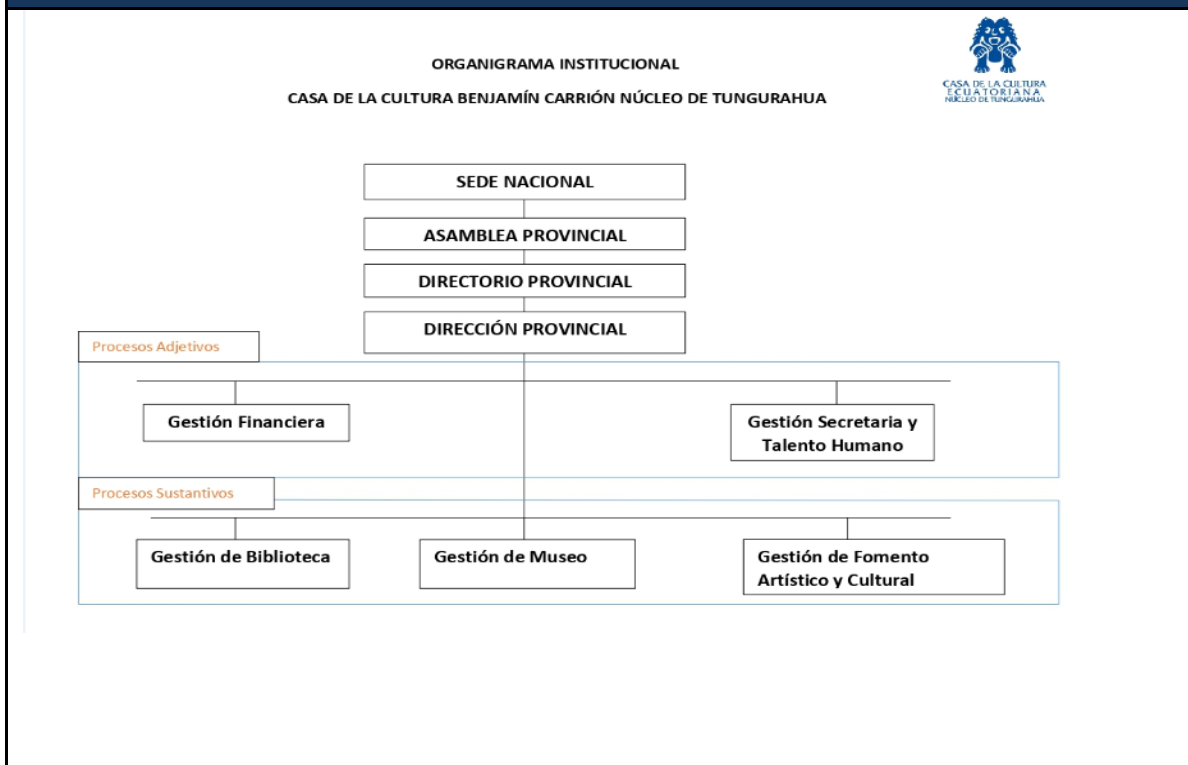 ORGANIGRAMA INSTITUCIONAL
CASA DE LA CULTURA BENJAMÍN CARRIÓN NÚCLEO DE TUNGURAHUA
CASA DE LA CULTURA
ECUATORIANA
NÚCLEO DE TUNGURAHUA
SEDE NACIONAL
ASAMBLEA PROVINCIAL
DIRECTORIO PROVINCIAL
DIRECCIÓN PROVINCIAL
Procesos Adjetivos
Gestión Financiera
Gestión Secretaria y
Talento Humano
Procesos Sustantivos
Gestión de Biblioteca
Gestión de Museo
Gestión de Fomento
Artístico y Cultural